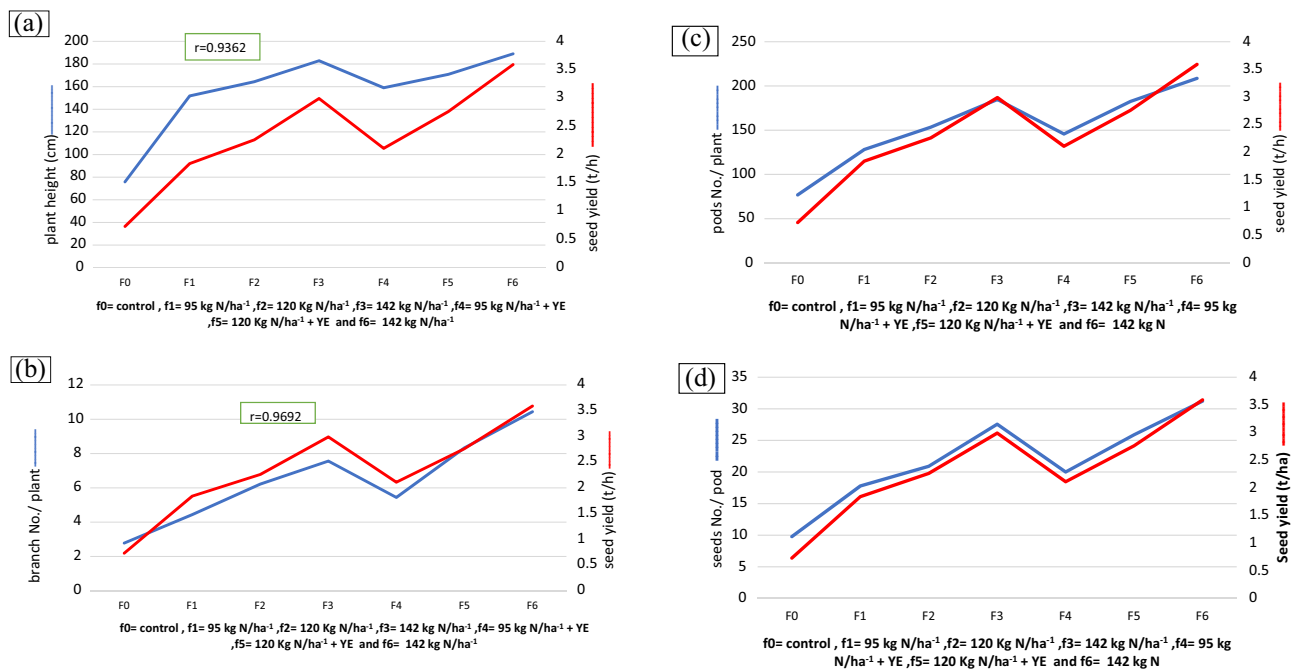 (a)
r=0.9362
200
180
160
140
120
100
80
60
40
20
0
plant height (cm)
4
3.5
3
2.5
2
1.5
1
0.5
0
seed yield (t/h)
F0 F1 F2 F3 F4 F5 F6
f0= control , f1= 95 kg N/ha⁻¹ ,f2= 120 Kg N/ha⁻¹ ,f3= 142 kg N/ha⁻¹ ,f4= 95 kg N/ha⁻¹ + YE
,f5= 120 Kg N/ha⁻¹ + YE and f6= 142 kg N/ha⁻¹
(b)
r=0.9692
12
10
8
6
4
2
0
branch No./ plant
4
3.5
3
2.5
2
1.5
1
0.5
0
seed yield (t/h)
F0 F1 F2 F3 F4 F5 F6
f0= control , f1= 95 kg N/ha⁻¹ ,f2= 120 Kg N/ha⁻¹ ,f3= 142 kg N/ha⁻¹ ,f4= 95 kg N/ha⁻¹ + YE
,f5= 120 Kg N/ha⁻¹ + YE and f6= 142 kg N/ha⁻¹
(c)
250
200
150
100
50
0
pods No./ plant
4
3.5
3
2.5
2
1.5
1
0.5
0
seed yield (t/h)
F0 F1 F2 F3 F4 F5 F6
f0= control , f1= 95 kg N/ha⁻¹ ,f2= 120 Kg N/ha⁻¹ ,f3= 142 kg N/ha⁻¹ ,f4= 95 kg
N/ha⁻¹ + YE ,f5= 120 Kg N/ha⁻¹ + YE and f6= 142 kg N
(d)
35
30
25
20
15
10
5
0
seeds No./ pod
4
3.5
3
2.5
2
1.5
1
0.5
0
Seed yield (t/ha)
F0 F1 F2 F3 F4 F5 F6
f0= control , f1= 95 kg N/ha⁻¹ ,f2= 120 Kg N/ha⁻¹ ,f3= 142 kg N/ha⁻¹ ,f4= 95 kg
N/ha⁻¹ + YE ,f5= 120 Kg N/ha⁻¹ + YE and f6= 142 kg N